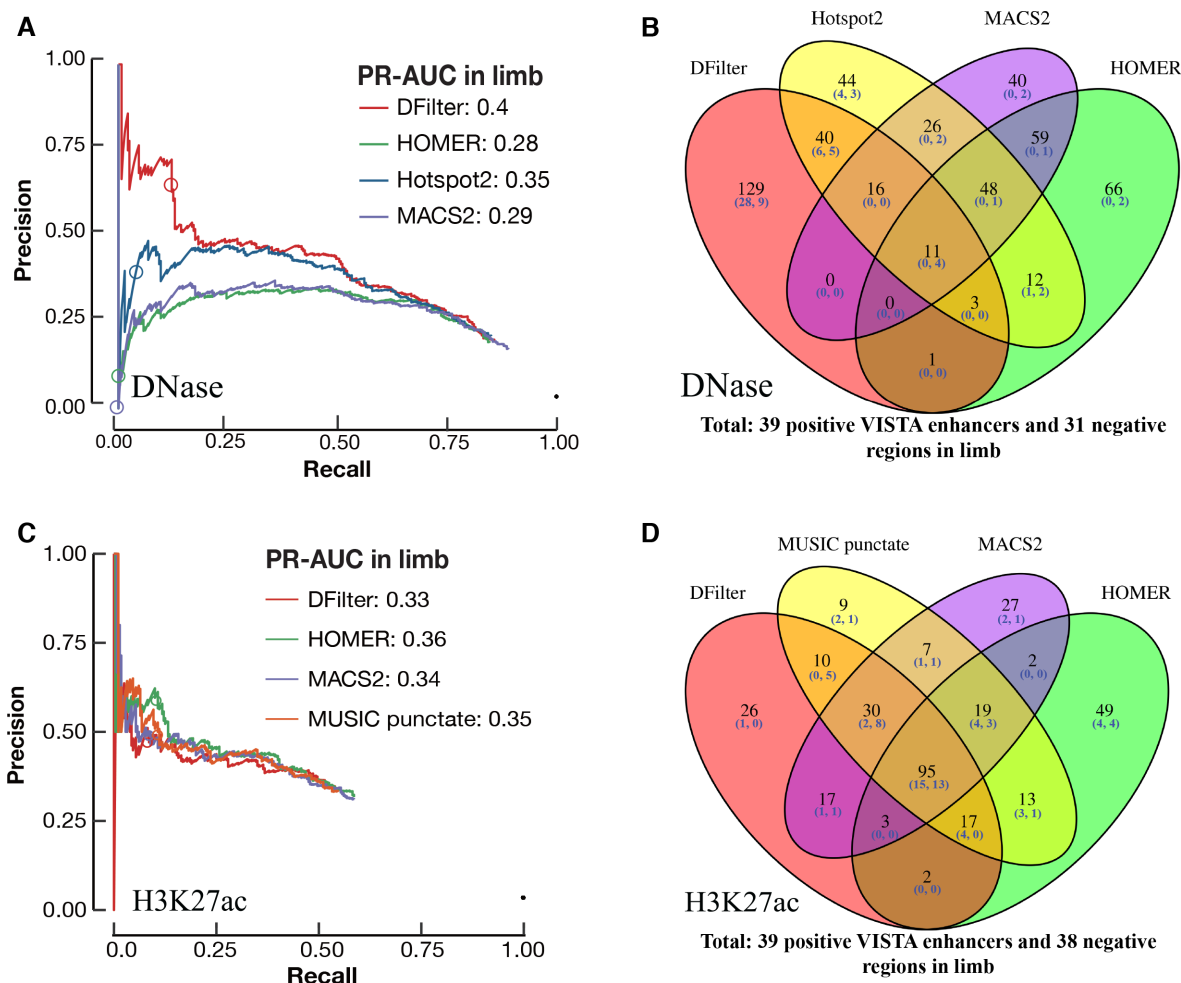 A
PR-AUC in limb
DFilter: 0.4
HOMER: 0.28
Hotspot2: 0.35
MACS2: 0.29
1.00
0.75
0.50
0.25
0.00
Precision
DNase
0.00
0.25
0.50
0.75
1.00
Recall
B
Hotspot2
MACS2
DFilter
HOMER
44
(4, 3)
40
(0, 2)
40
(6, 5)
26
(0, 2)
59
(0, 1)
129
(28, 9)
16
(0, 0)
48
(0, 1)
66
(0, 2)
11
(0, 4)
0
(0, 0)
0
(0, 0)
3
(0, 0)
12
(1, 2)
1
(0, 0)
DNase
Total: 39 positive VISTA enhancers and 31 negative
regions in limb
C
PR-AUC in limb
DFilter: 0.33
HOMER: 0.36
MACS2: 0.34
MUSIC punctate: 0.35
1.00
0.75
0.50
0.25
0.00
Precision
H3K27ac
0.0
0.25
0.50
0.75
1.00
Recall
D
MUSIC punctate
MACS2
DFilter
HOMER
9
(2, 1)
27
(2, 1)
10
(0, 5)
7
(1, 1)
2
(0, 0)
26
(1, 0)
30
(2, 8)
19
(4, 3)
49
(4, 4)
95
(15, 13)
17
(1, 1)
3
(0, 0)
17
(4, 0)
13
(3, 1)
2
(0, 0)
H3K27ac
Total: 39 positive VISTA enhancers and 38 negative
regions in limb